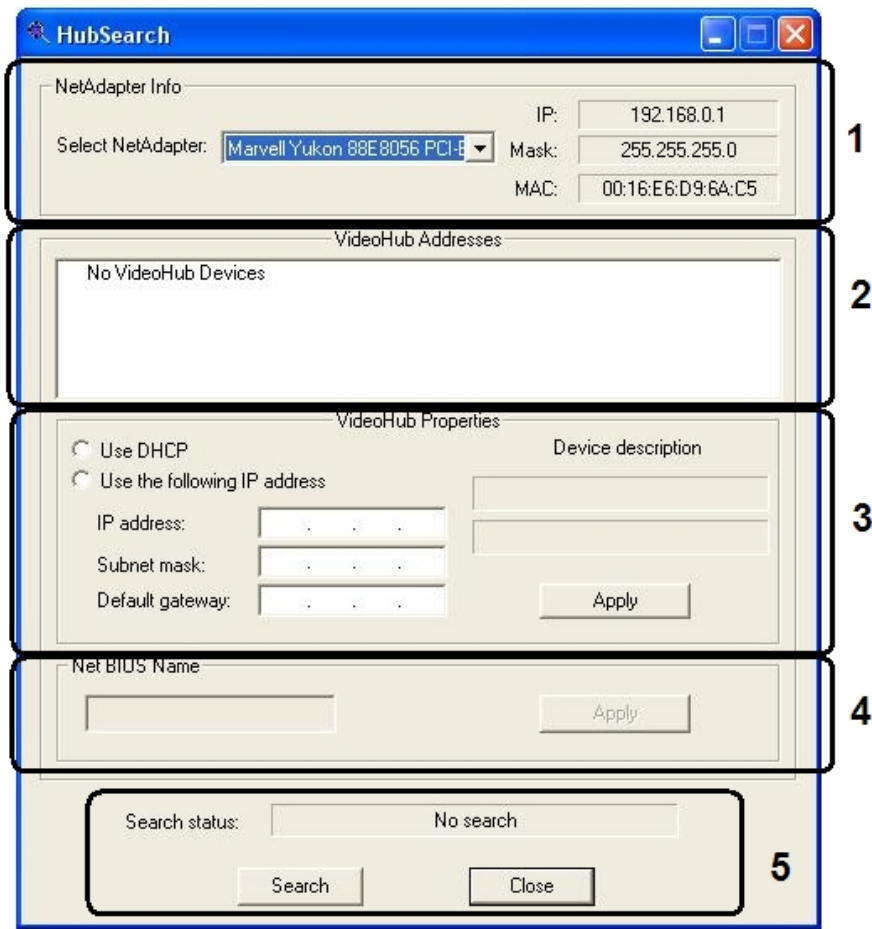 HubSearch
NetAdapter Info
IP: 192.168.0.1
Select NetAdapter: Marvell Yukon 88E8056 PCI-E Mask: 255.255.255.0
1
MAC: 00:16:E6:D9:6A:C5
VideoHub Addresses
No VideoHub Devices
2
VideoHub Properties
Use DHCP Device description
Use the following IP address
IP address: . . .
3
Subnet mask: . . .
Default gateway: . . . Apply
Net BIOS Name
Apply
4
Search status: No search
5
Search Close